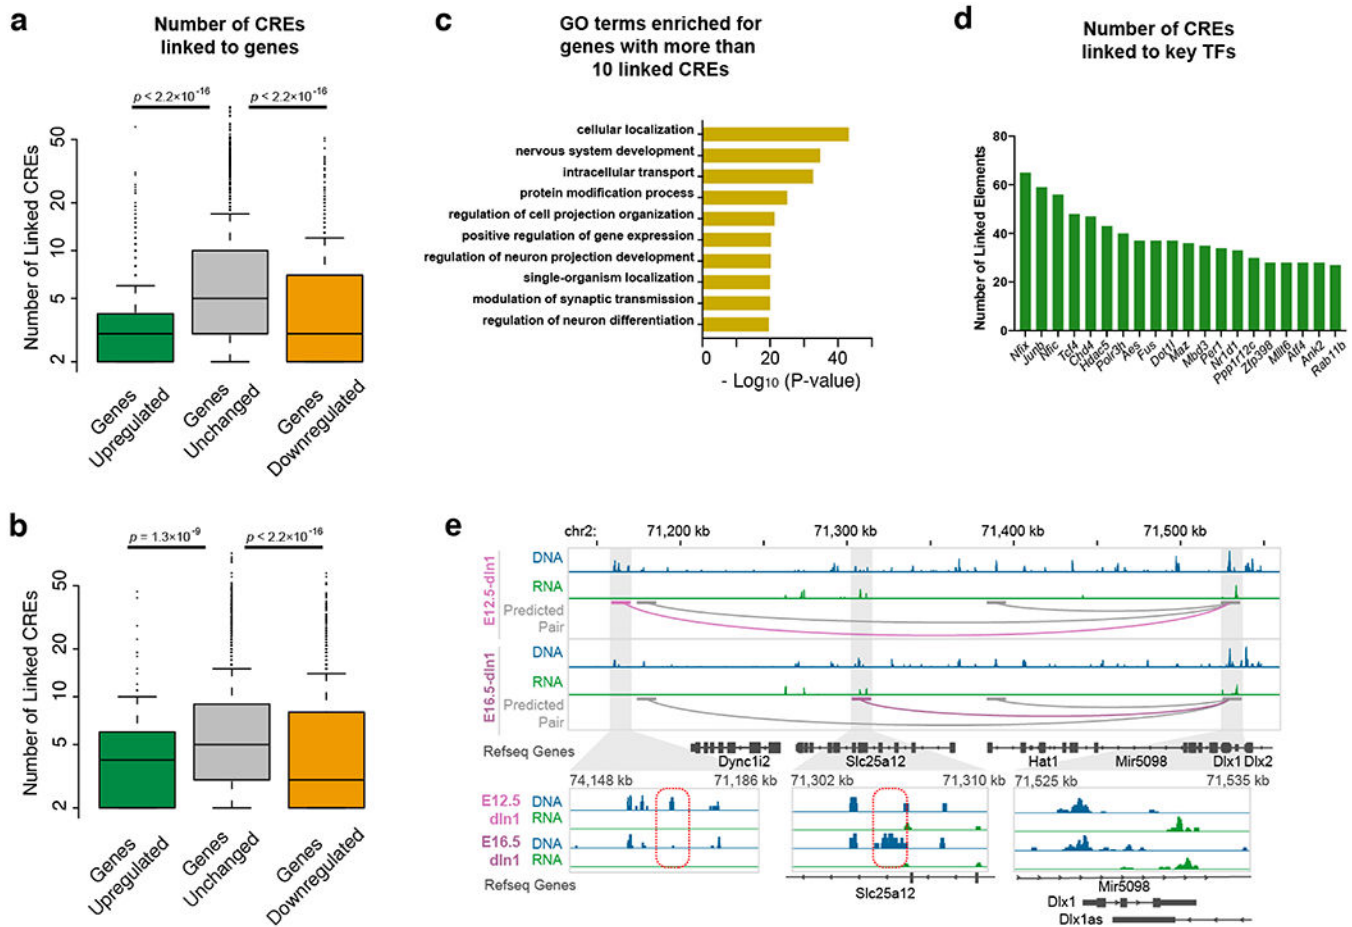 a
Number of CREs
linked to genes
p < 2.2×10⁻¹⁶
p < 2.2×10⁻¹⁶
Number of Linked CREs
50
20
10
5
2
Genes
Upregulated
Genes
Unchanged
Genes
Downregulated
b
p = 1.3×10⁻⁹
p < 2.2×10⁻¹⁶
Number of Linked CREs
50
20
10
5
2
Genes
Upregulated
Genes
Unchanged
Genes
Downregulated
c
GO terms enriched for
genes with more than
10 linked CREs
cellular localization
nervous system development
intracellular transport
protein modification process
regulation of cell projection organization
positive regulation of gene expression
regulation of neuron projection development
single-organism localization
modulation of synaptic transmission
regulation of neuron differentiation
0 20 40
- Log₁₀ (P-value)
d
Number of CREs
linked to key TFs
Number of Linked Elements
80
60
40
20
0
Nfix
Junb
Nfic
Tcf4
Chd4
Hdac5
Polr3h
Aes
Fus
Dot1l
Maz
Mbd3
Per1
Nr1d1
Ppp1r12c
Zfp398
Mllt6
Atf4
Ank2
Rab11b
e
chr2: 71,200 kb 71,300 kb 71,400 kb 71,500 kb
E12.5-dln1
DNA
RNA
Predicted
Pair
E16.5-dln1
DNA
RNA
Predicted
Pair
Refseq Genes
Dync1i2 Slc25a12 Hat1 Mir5098 Dlx1 Dlx2
74,148 kb 71,186 kb 71,302 kb 71,310 kb 71,525 kb 71,535 kb
E12.5 DNA
dln1 RNA
E16.5 DNA
dln1 RNA
Refseq Genes
Slc25a12
Mir5098
Dlx1
Dlx1as